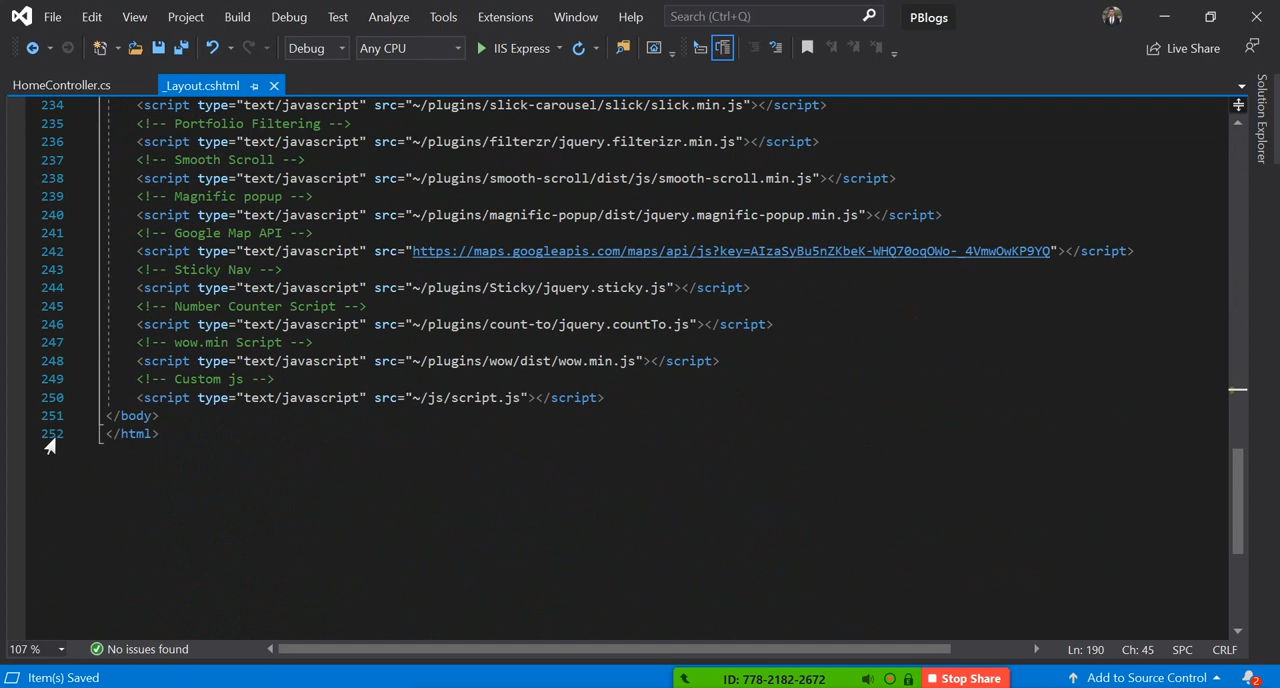 File Edit View Project Build Debug Test Analyze Tools Extensions Window Help Search (Ctrl+Q) PBlogs
Debug Any CPU IIS Express Live Share
HomeController.cs _Layout.cshtml
Solution Explorer
234 <script type="text/javascript" src="~/plugins/slick-carousel/slick/slick.min.js"></script>
235 <!-- Portfolio Filtering -->
236 <script type="text/javascript" src="~/plugins/filterzr/jquery.filterizr.min.js"></script>
237 <!-- Smooth Scroll -->
238 <script type="text/javascript" src="~/plugins/smooth-scroll/dist/js/smooth-scroll.min.js"></script>
239 <!-- Magnific popup -->
240 <script type="text/javascript" src="~/plugins/magnific-popup/dist/jquery.magnific-popup.min.js"></script>
241 <!-- Google Map API -->
242 <script type="text/javascript" src="https://maps.googleapis.com/maps/api/js?key=AIzaSyBu5nZKbeK-WHQ70oqOWo-_4VmwOwKP9YQ"></script>
243 <!-- Sticky Nav -->
244 <script type="text/javascript" src="~/plugins/Sticky/jquery.sticky.js"></script>
245 <!-- Number Counter Script -->
246 <script type="text/javascript" src="~/plugins/count-to/jquery.countTo.js"></script>
247 <!-- wow.min Script -->
248 <script type="text/javascript" src="~/plugins/wow/dist/wow.min.js"></script>
249 <!-- Custom js -->
250 <script type="text/javascript" src="~/js/script.js"></script>
251 </body>
252 </html>
107 % No issues found Ln: 190 Ch: 45 SPC CRLF
Item(s) Saved ID: 778-2182-2672 Stop Share Add to Source Control 2